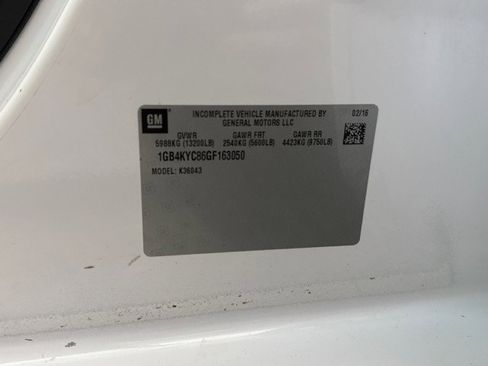 GM
INCOMPLETE VEHICLE MANUFACTURED BY
GENERAL MOTORS LLC
02/16
GVWR GAWR FRT GAWR RR
5988KG (13200LB) 2540KG (5600LB) 4423KG (9750LB)
1GB4KYC86GF163050
MODEL: K36043